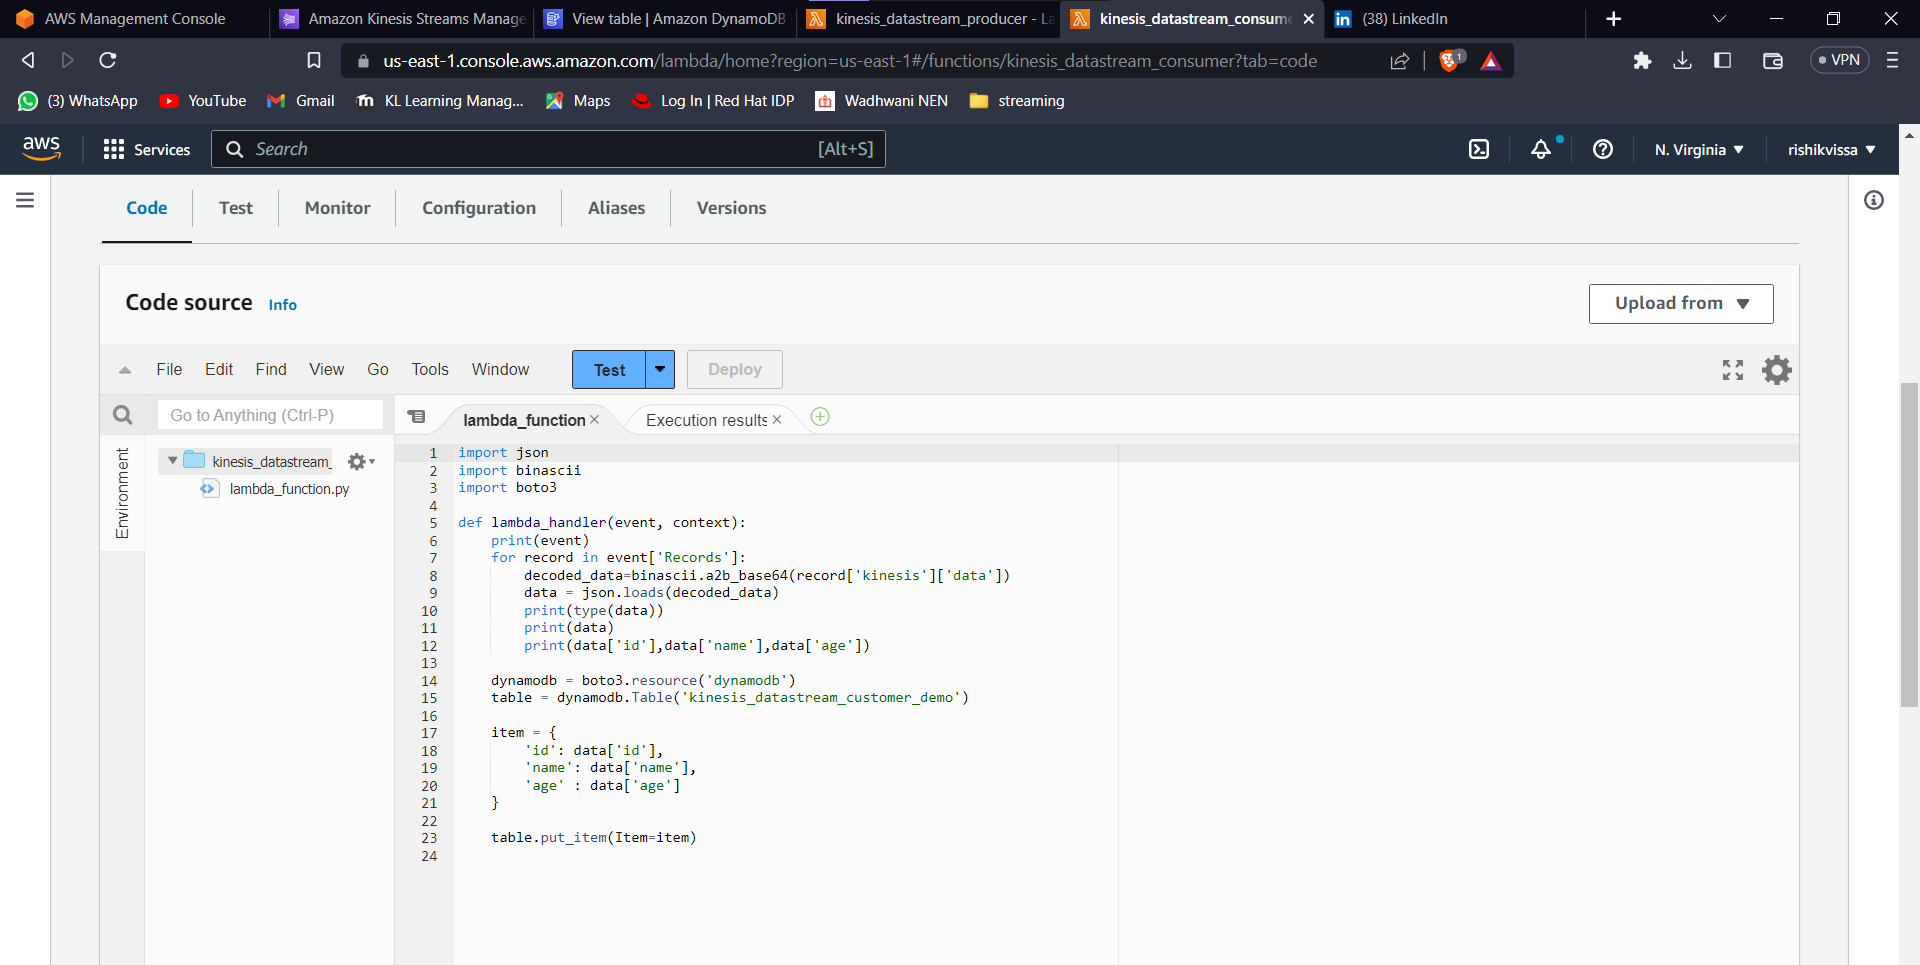 AWS Management Console
Amazon Kinesis Streams Manage
View table | Amazon DynamoDB
kinesis_datastream_producer - La
kinesis_datastream_consume
(38) LinkedIn
us-east-1.console.aws.amazon.com/lambda/home?region=us-east-1#/functions/kinesis_datastream_consumer?tab=code
1
VPN
(3) WhatsApp
YouTube
Gmail
KL Learning Manag...
Maps
Log In | Red Hat IDP
Wadhwani NEN
streaming
aws
Services
Search
[Alt+S]
N. Virginia
rishikvissa
Code
Test
Monitor
Configuration
Aliases
Versions
Code source
Info
Upload from
File
Edit
Find
View
Go
Tools
Window
Test
Deploy
Go to Anything (Ctrl-P)
lambda_function
Execution results
Environment
kinesis_datastream_
lambda_function.py
1 import json
2 import binascii
3 import boto3
4
5 def lambda_handler(event, context):
6 print(event)
7 for record in event['Records']:
8 decoded_data=binascii.a2b_base64(record['kinesis']['data'])
9 data = json.loads(decoded_data)
10 print(type(data))
11 print(data)
12 print(data['id'],data['name'],data['age'])
13
14 dynamodb = boto3.resource('dynamodb')
15 table = dynamodb.Table('kinesis_datastream_customer_demo')
16
17 item = {
18 'id': data['id'],
19 'name': data['name'],
20 'age' : data['age']
21 }
22
23 table.put_item(Item=item)
24